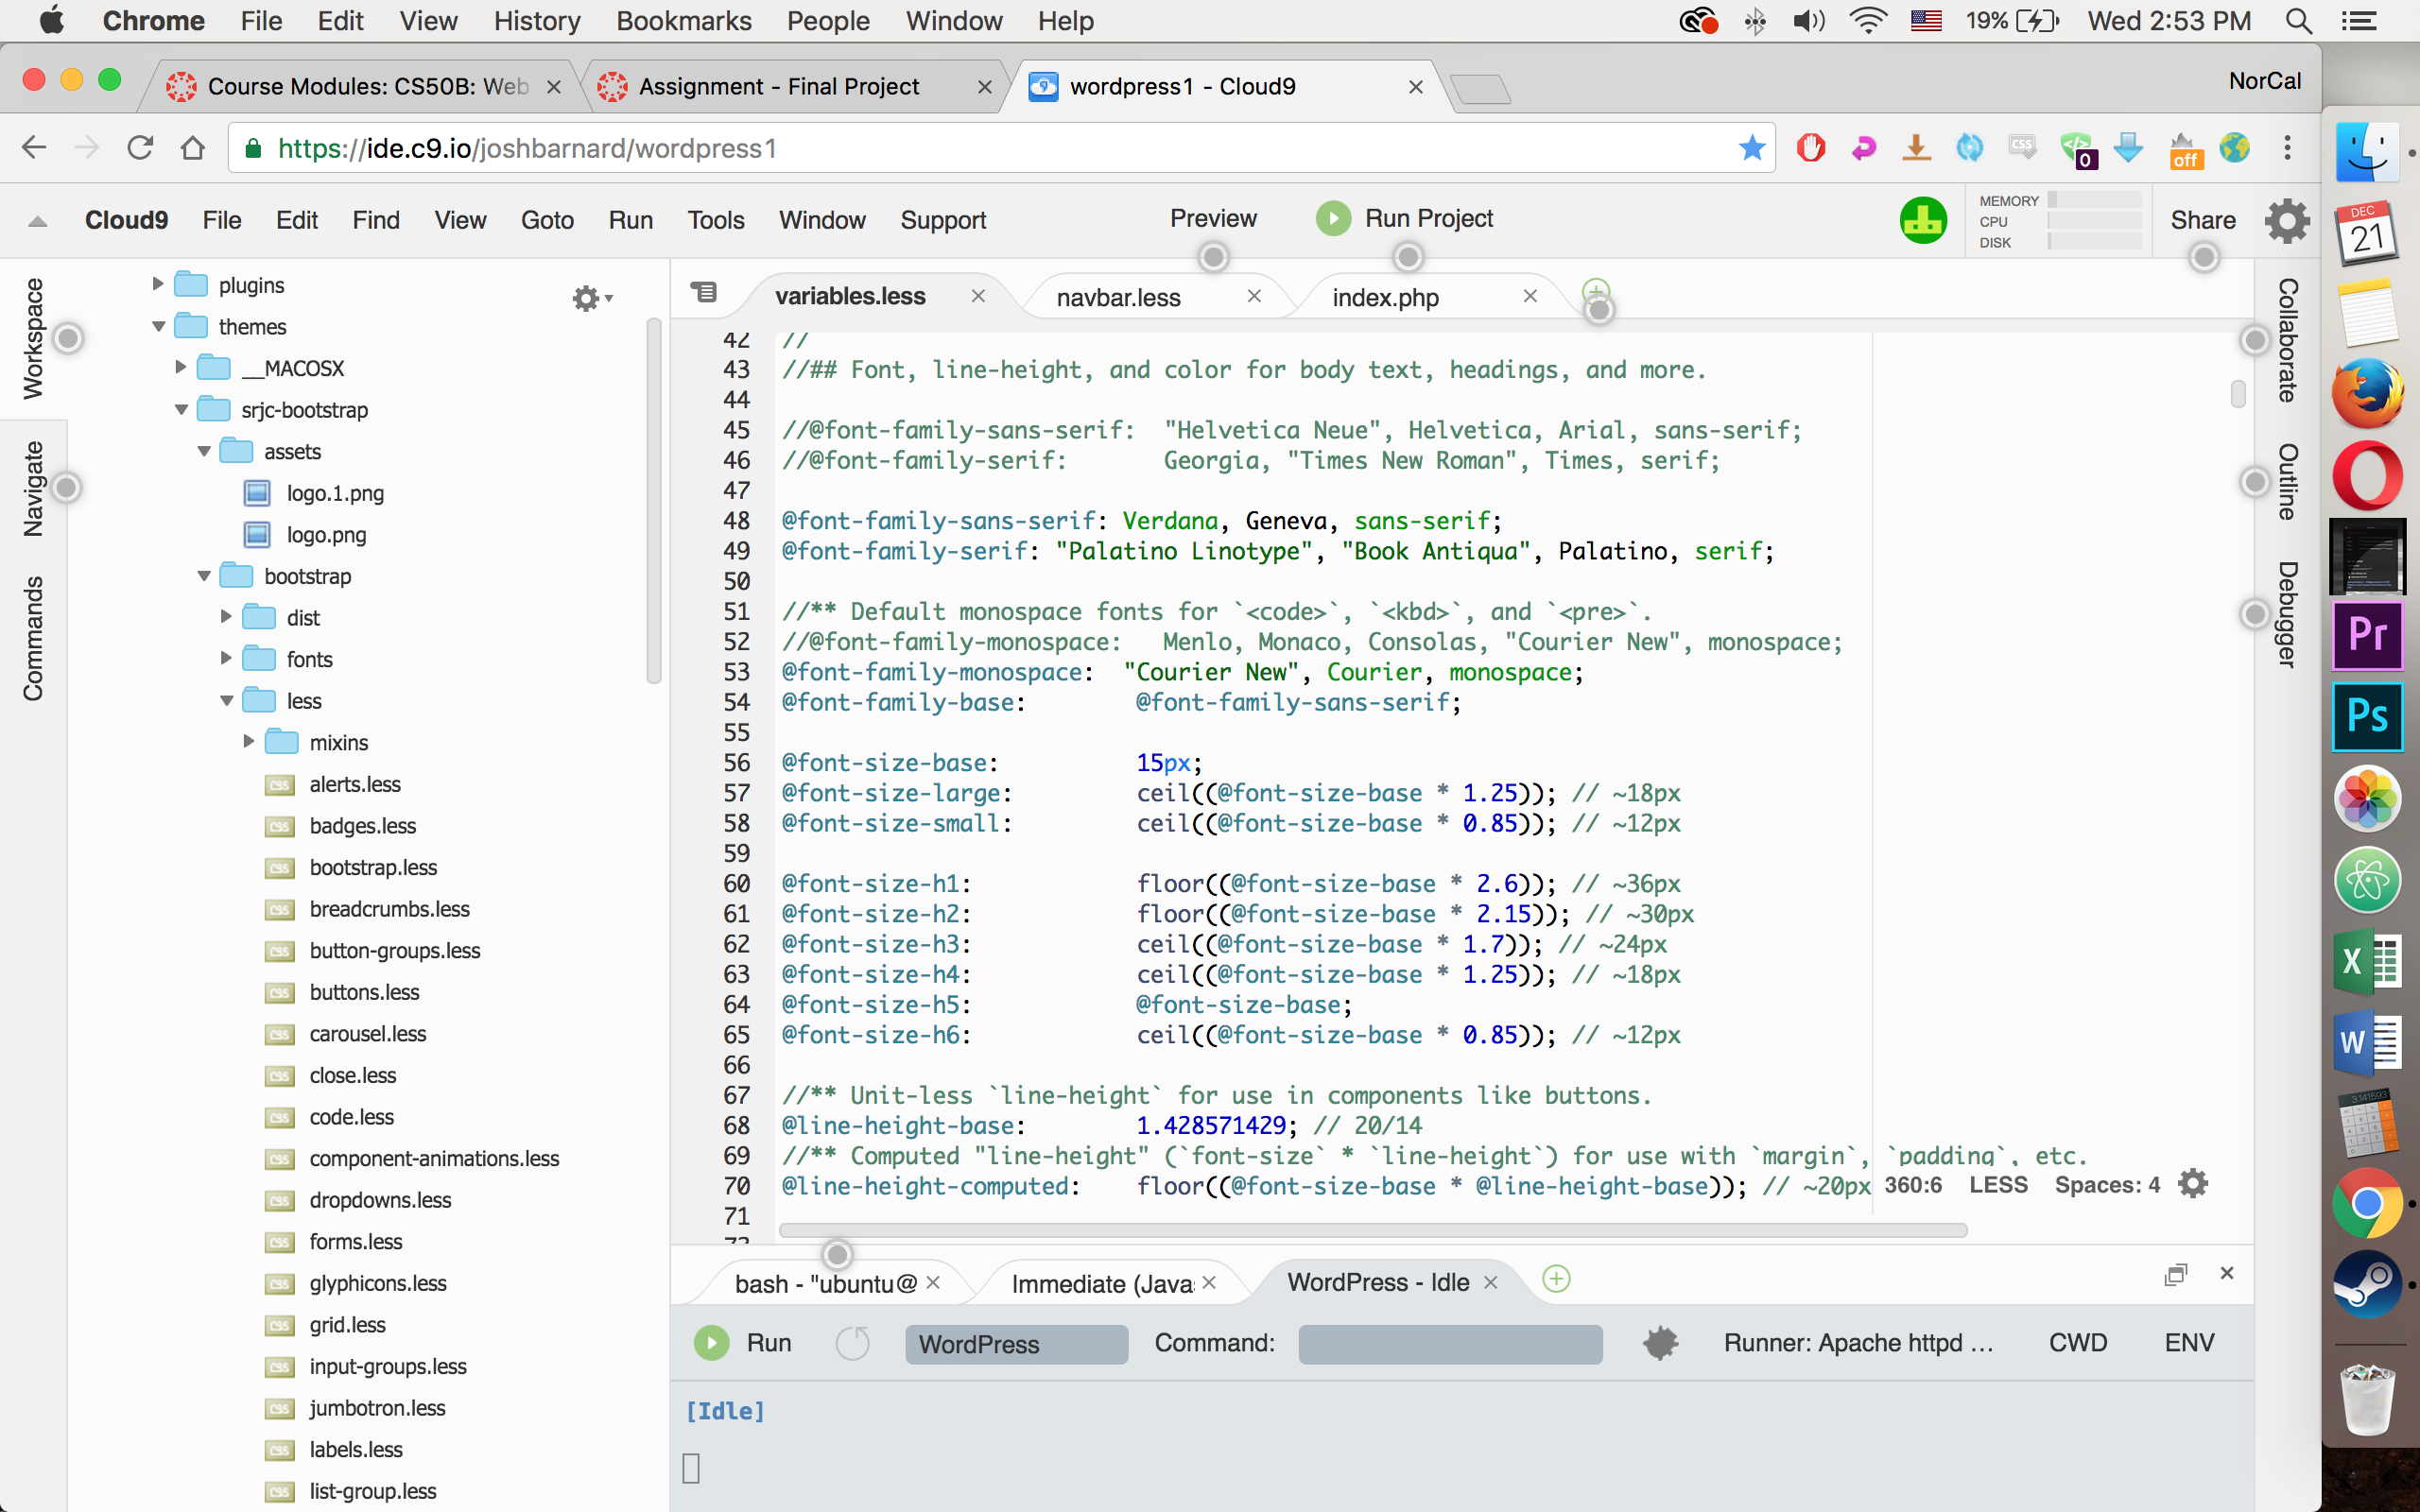 Chrome File Edit View History Bookmarks People Window Help 19% Wed 2:53 PM
Course Modules: CS50B: Web Assignment - Final Project wordpress1 - Cloud9 NorCal
https://ide.c9.io/joshbarnard/wordpress1 CSS 0 off
Cloud9 File Edit Find View Goto Run Tools Window Support Preview Run Project MEMORY CPU DISK Share
Workspace
Navigate
Commands
plugins
themes
__MACOSX
srjc-bootstrap
assets
logo.1.png
logo.png
bootstrap
dist
fonts
less
mixins
alerts.less
badges.less
bootstrap.less
breadcrumbs.less
button-groups.less
buttons.less
carousel.less
close.less
code.less
component-animations.less
dropdowns.less
forms.less
glyphicons.less
grid.less
input-groups.less
jumbotron.less
labels.less
list-group.less
variables.less navbar.less index.php
42 //
43 //## Font, line-height, and color for body text, headings, and more.
44
45 //@font-family-sans-serif: "Helvetica Neue", Helvetica, Arial, sans-serif;
46 //@font-family-serif: Georgia, "Times New Roman", Times, serif;
47
48 @font-family-sans-serif: Verdana, Geneva, sans-serif;
49 @font-family-serif: "Palatino Linotype", "Book Antiqua", Palatino, serif;
50
51 //** Default monospace fonts for `<code>`, `<kbd>`, and `<pre>`.
52 //@font-family-monospace: Menlo, Monaco, Consolas, "Courier New", monospace;
53 @font-family-monospace: "Courier New", Courier, monospace;
54 @font-family-base: @font-family-sans-serif;
55
56 @font-size-base: 15px;
57 @font-size-large: ceil((@font-size-base * 1.25)); // ~18px
58 @font-size-small: ceil((@font-size-base * 0.85)); // ~12px
59
60 @font-size-h1: floor((@font-size-base * 2.6)); // ~36px
61 @font-size-h2: floor((@font-size-base * 2.15)); // ~30px
62 @font-size-h3: ceil((@font-size-base * 1.7)); // ~24px
63 @font-size-h4: ceil((@font-size-base * 1.25)); // ~18px
64 @font-size-h5: @font-size-base;
65 @font-size-h6: ceil((@font-size-base * 0.85)); // ~12px
66
67 //** Unit-less `line-height` for use in components like buttons.
68 @line-height-base: 1.428571429; // 20/14
69 //** Computed "line-height" (`font-size` * `line-height`) for use with `margin`, `padding`, etc.
70 @line-height-computed: floor((@font-size-base * @line-height-base)); // ~20px
71
360:6 LESS Spaces: 4
Collaborate
Outline
Debugger
bash - "ubuntu@ Immediate (Java WordPress - Idle
Run WordPress Command: Runner: Apache httpd ... CWD ENV
[Idle]
DEC
21
Pr
Ps
X
W
3.141593